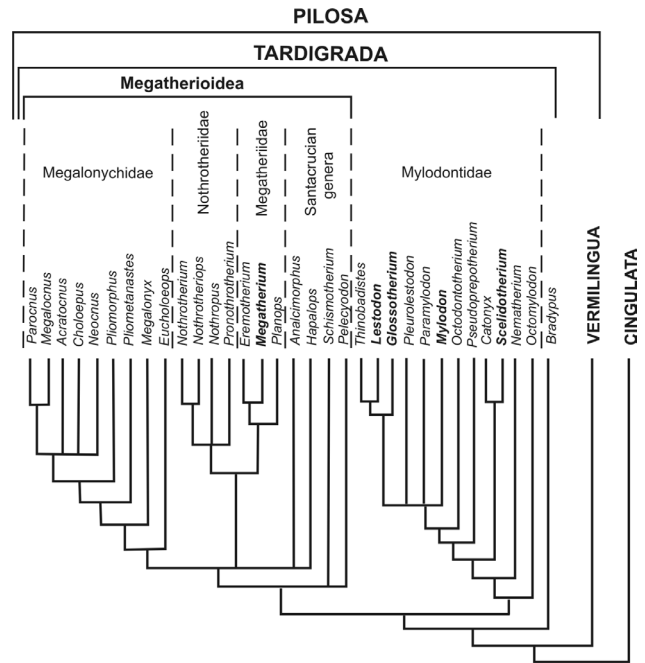 PILOSA
TARDIGRADA
Megatherioidea
Megalonychidae
Nothrotheriidae
Megatheriidae
Santacrucian
genera
Mylodontidae
Parocnus
Megalocnus
Acratocnus
Choloepus
Neocnus
Pliomorphus
Pliometanastes
Megalonyx
Eucholoeops
Nothrotherium
Nothrotheriops
Nothropus
Pronothrotherium
Eremotherium
Megatherium
Planops
Analcimorphus
Hapalops
Schismotherium
Pelecyodon
Thinobadistes
Lestodon
Glossotherium
Pleurolestodon
Paramylodon
Mylodon
Octodontotherium
Pseudoprepotherium
Catonyx
Scelidotherium
Nematherium
Octomylodon
Bradypus
VERMILINGUA
CINGULATA